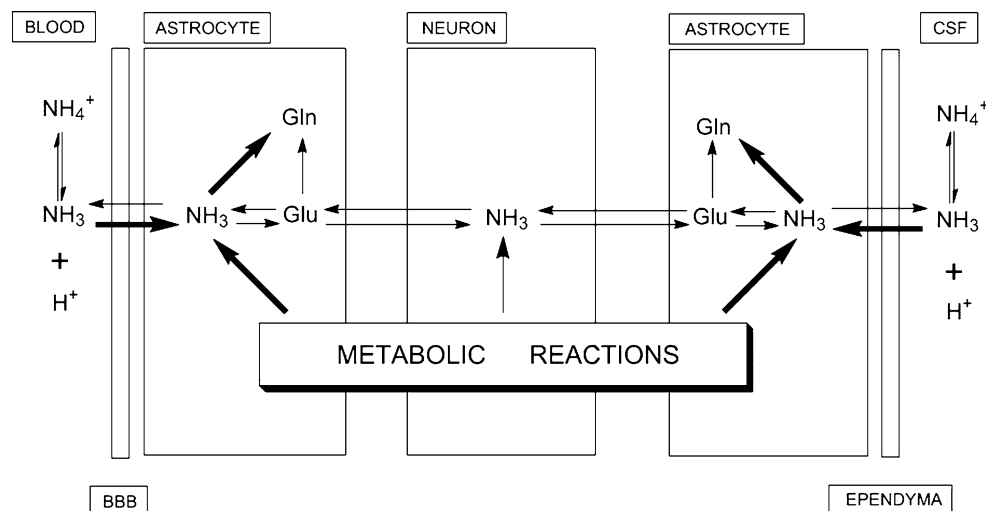 BLOOD ASTROCYTE NEURON ASTROCYTE CSF
NH4+ Gln Gln NH4+
NH3 NH3 Glu NH3 Glu NH3 NH3
+ +
H+ H+
METABOLIC REACTIONS
BBB EPENDYMA